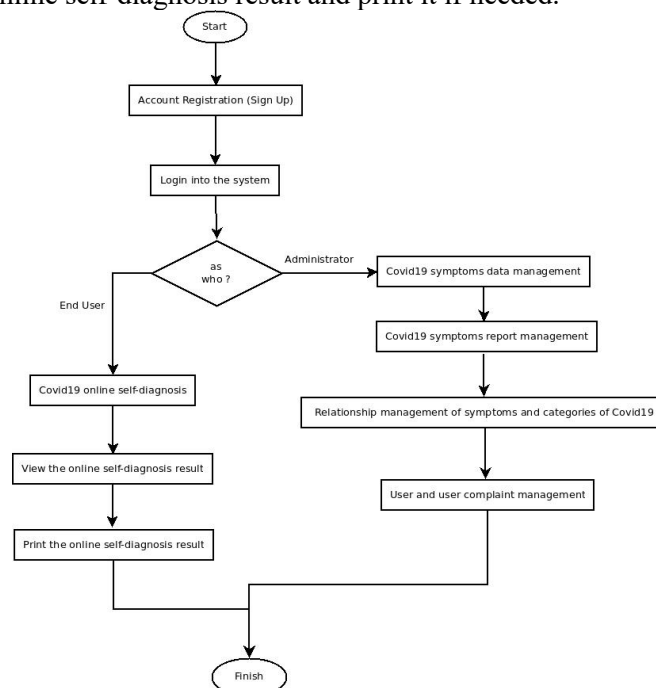 self-diagnosis result and print it if needed.
Start
Account Registration (Sign Up)
Login into the system
as
who ?
Administrator
End User
Covid19 symptoms data management
Covid19 symptoms report management
Relationship management of symptoms and categories of Covid19
User and user complaint management
Covid19 online self-diagnosis
View the online self-diagnosis result
Print the online self-diagnosis result
Finish